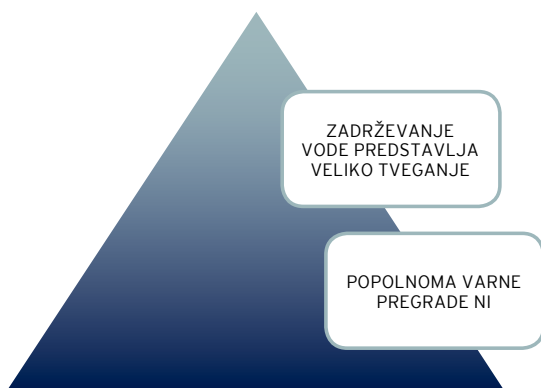 ZADRŽEVANJE
VODE PREDSTAVLJA
VELIKO TVEGANJE
POPOLNOMA VARNE
PREGRADE NI